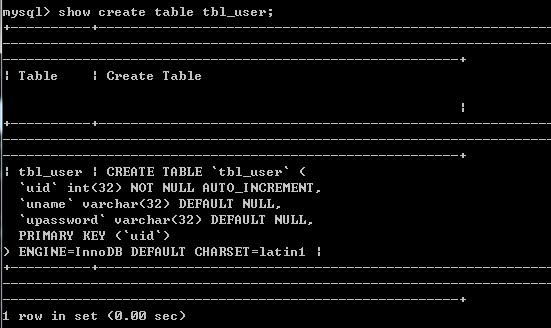 mysql> show create table tbl_user;
| Table | Create Table
|
| tbl_user | CREATE TABLE `tbl_user` (
`uid` int(32) NOT NULL AUTO_INCREMENT,
`uname` varchar(32) DEFAULT NULL,
`upassword` varchar(32) DEFAULT NULL,
PRIMARY KEY (`uid`)
) ENGINE=InnoDB DEFAULT CHARSET=latin1 |
1 row in set (0.00 sec)